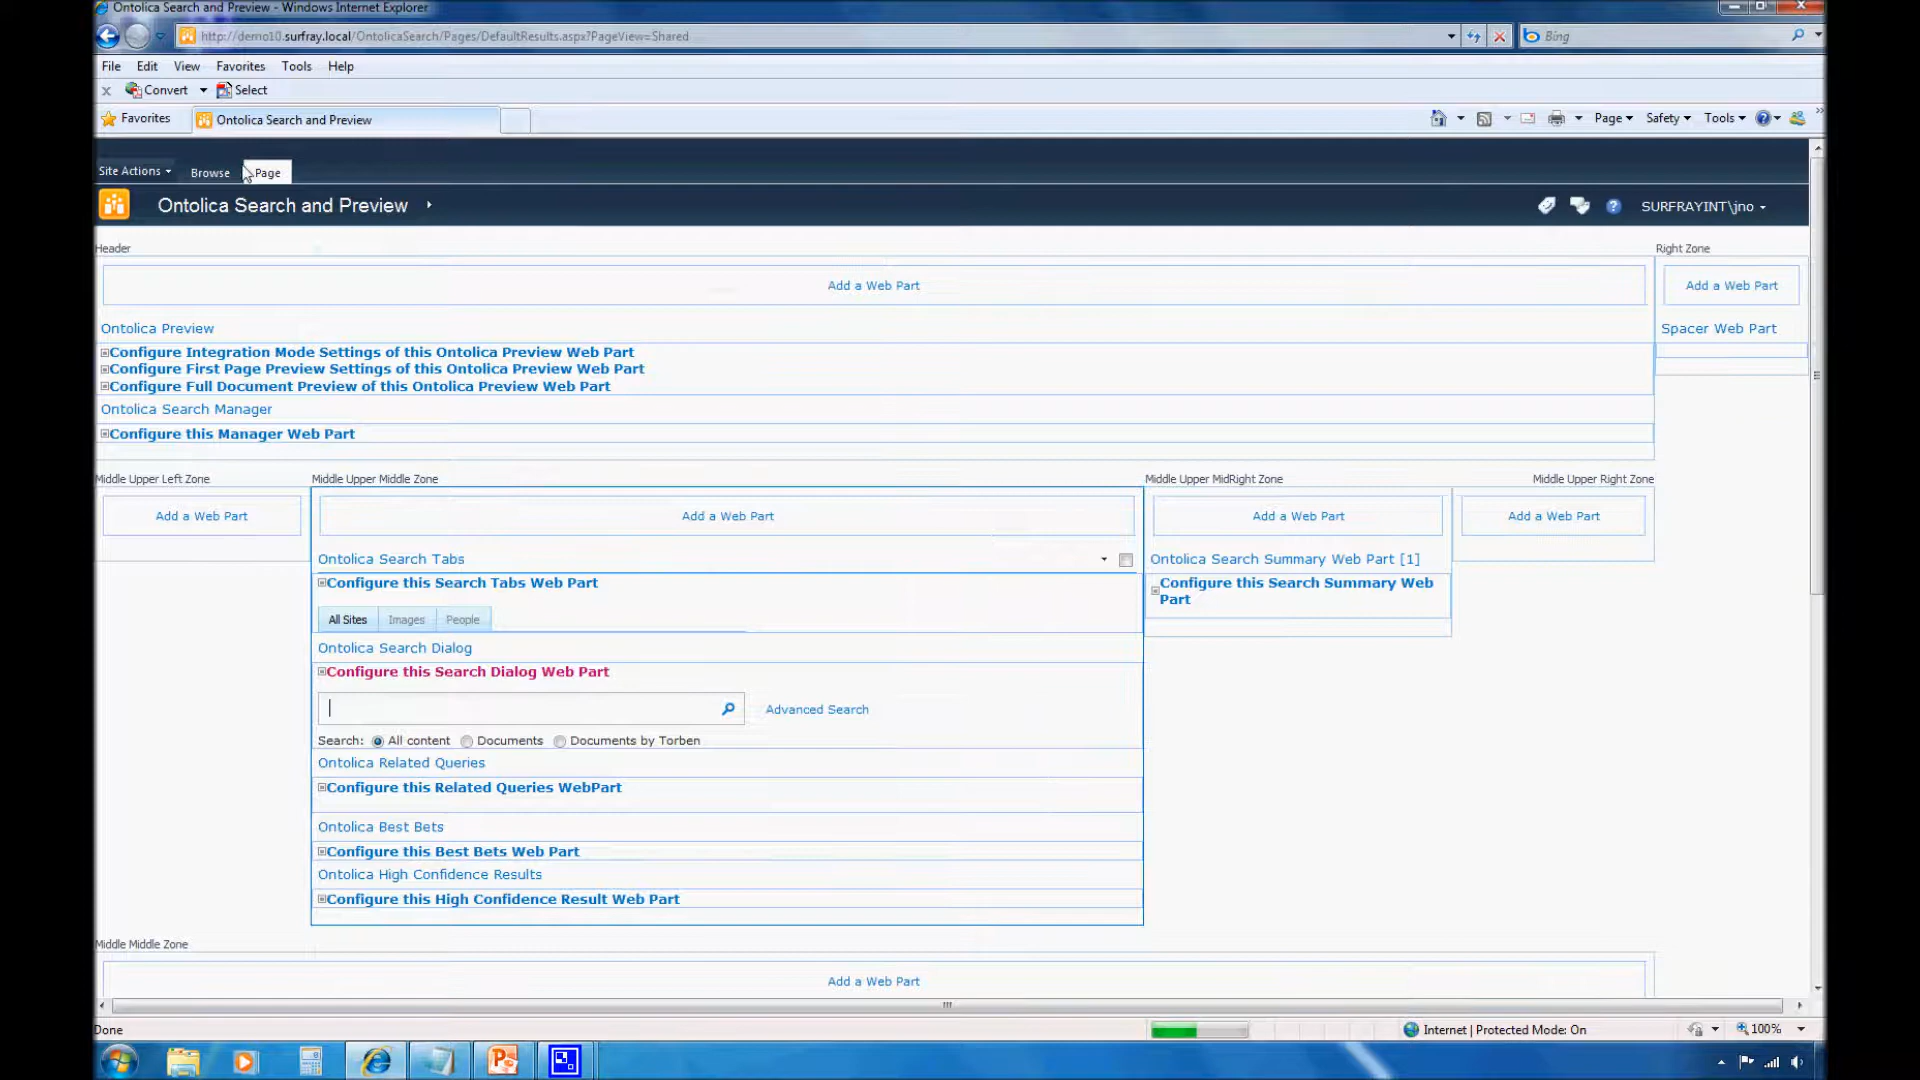 Ontolica Search and Preview - Windows Internet Explorer
http://demo10.surfray.local/OntolicaSearch/Pages/DefaultResults.aspx?PageView=Shared
Bing
File Edit View Favorites Tools Help
x Convert Select
Favorites Ontolica Search and Preview Page Safety Tools
Site Actions Browse Page
Ontolica Search and Preview SURFRAYINT\jno
Header Right Zone
Add a Web Part Add a Web Part
Ontolica Preview Spacer Web Part
Configure Integration Mode Settings of this Ontolica Preview Web Part
Configure First Page Preview Settings of this Ontolica Preview Web Part
Configure Full Document Preview of this Ontolica Preview Web Part
Ontolica Search Manager
Configure this Manager Web Part
Middle Upper Left Zone Middle Upper Middle Zone Middle Upper MidRight Zone Middle Upper Right Zone
Add a Web Part Add a Web Part Add a Web Part Add a Web Part
Ontolica Search Tabs Ontolica Search Summary Web Part [1]
Configure this Search Tabs Web Part Configure this Search Summary Web
Part
All Sites Images People
Ontolica Search Dialog
Configure this Search Dialog Web Part
Advanced Search
Search: All content Documents Documents by Torben
Ontolica Related Queries
Configure this Related Queries WebPart
Ontolica Best Bets
Configure this Best Bets Web Part
Ontolica High Confidence Results
Configure this High Confidence Result Web Part
Middle Middle Zone
Add a Web Part
Done Internet | Protected Mode: On 100%